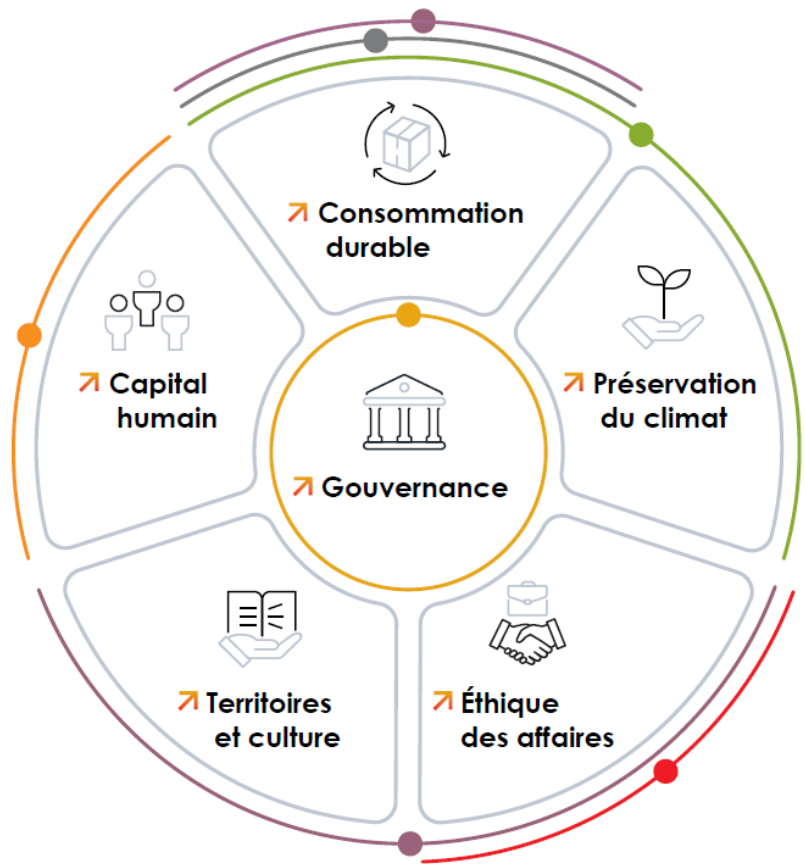 Consommation
durable
Capital
humain
Préservation
du climat
Gouvernance
Territoires
et culture
Éthique
des affaires